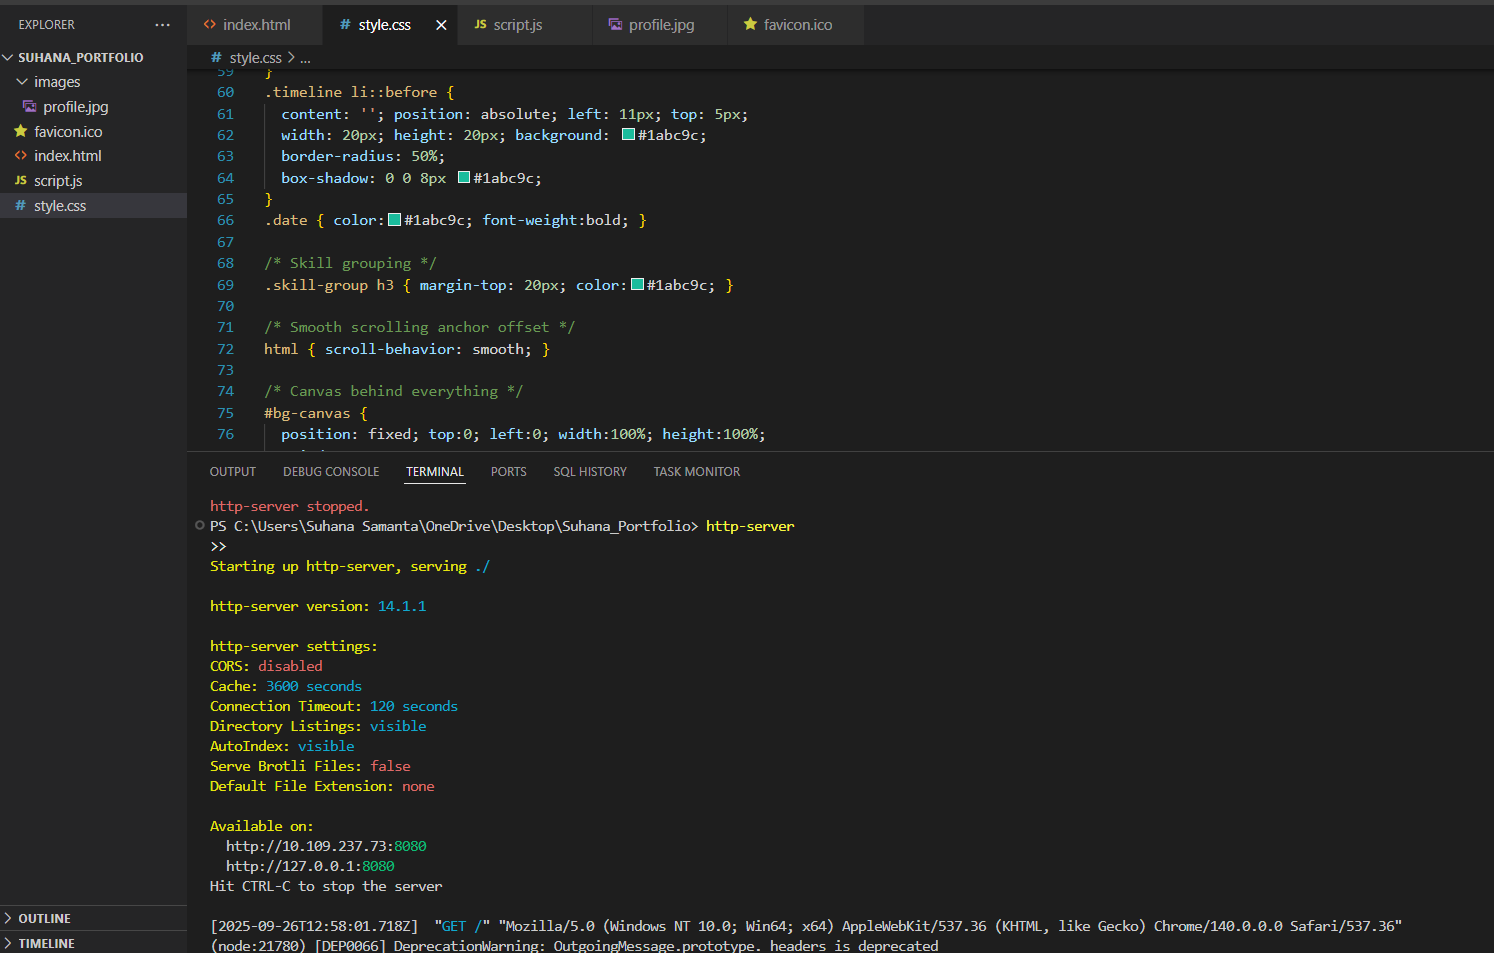 EXPLORER
···
index.html
style.css
script.js
profile.jpg
favicon.ico
SUHANA_PORTFOLIO
images
profile.jpg
favicon.ico
index.html
script.js
style.css
OUTLINE
TIMELINE
# style.css > ...
59 }
60 .timeline li::before {
61 content: ''; position: absolute; left: 11px; top: 5px;
62 width: 20px; height: 20px; background: #1abc9c;
63 border-radius: 50%;
64 box-shadow: 0 0 8px #1abc9c;
65 }
66 .date { color: #1abc9c; font-weight:bold; }
67
68 /* Skill grouping */
69 .skill-group h3 { margin-top: 20px; color: #1abc9c; }
70
71 /* Smooth scrolling anchor offset */
72 html { scroll-behavior: smooth; }
73
74 /* Canvas behind everything */
75 #bg-canvas {
76 position: fixed; top:0; left:0; width:100%; height:100%;
OUTPUT DEBUG CONSOLE TERMINAL PORTS SQL HISTORY TASK MONITOR
http-server stopped.
PS C:\Users\Suhana Samanta\OneDrive\Desktop\Suhana_Portfolio> http-server
>>
Starting up http-server, serving ./
http-server version: 14.1.1
http-server settings:
CORS: disabled
Cache: 3600 seconds
Connection Timeout: 120 seconds
Directory Listings: visible
AutoIndex: visible
Serve Brotli Files: false
Default File Extension: none
Available on:
http://10.109.237.73:8080
http://127.0.0.1:8080
Hit CTRL-C to stop the server
[2025-09-26T12:58:01.718Z] "GET /" "Mozilla/5.0 (Windows NT 10.0; Win64; x64) AppleWebKit/537.36 (KHTML, like Gecko) Chrome/140.0.0.0 Safari/537.36"
(node:21780) [DEP0066] DeprecationWarning: OutgoingMessage.prototype._headers is deprecated